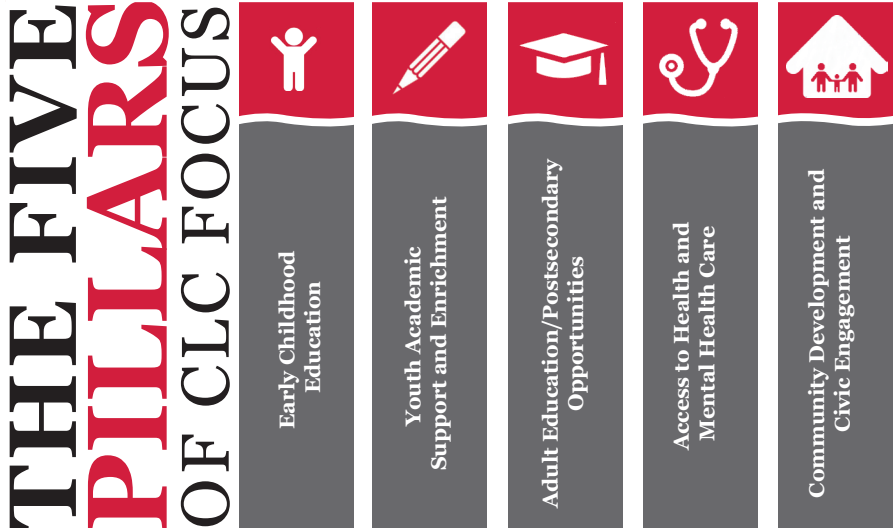 THE FIVE
PILLARS
OF CLC FOCUS
Early Childhood
Education
Youth Academic
Support and Enrichment
Adult Education/Postsecondary
Opportunities
Access to Health and
Mental Health Care
Community Development and
Civic Engagement